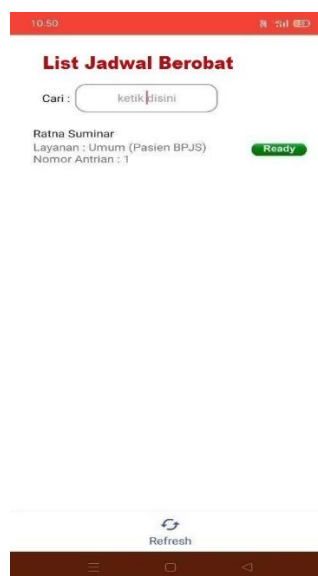 10.50
List Jadwal Berobat
Cari : ketik disini
Ratna Suminar
Layanan : Umum (Pasien BPJS)
Ready
Nomor Antrian : 1
Refresh